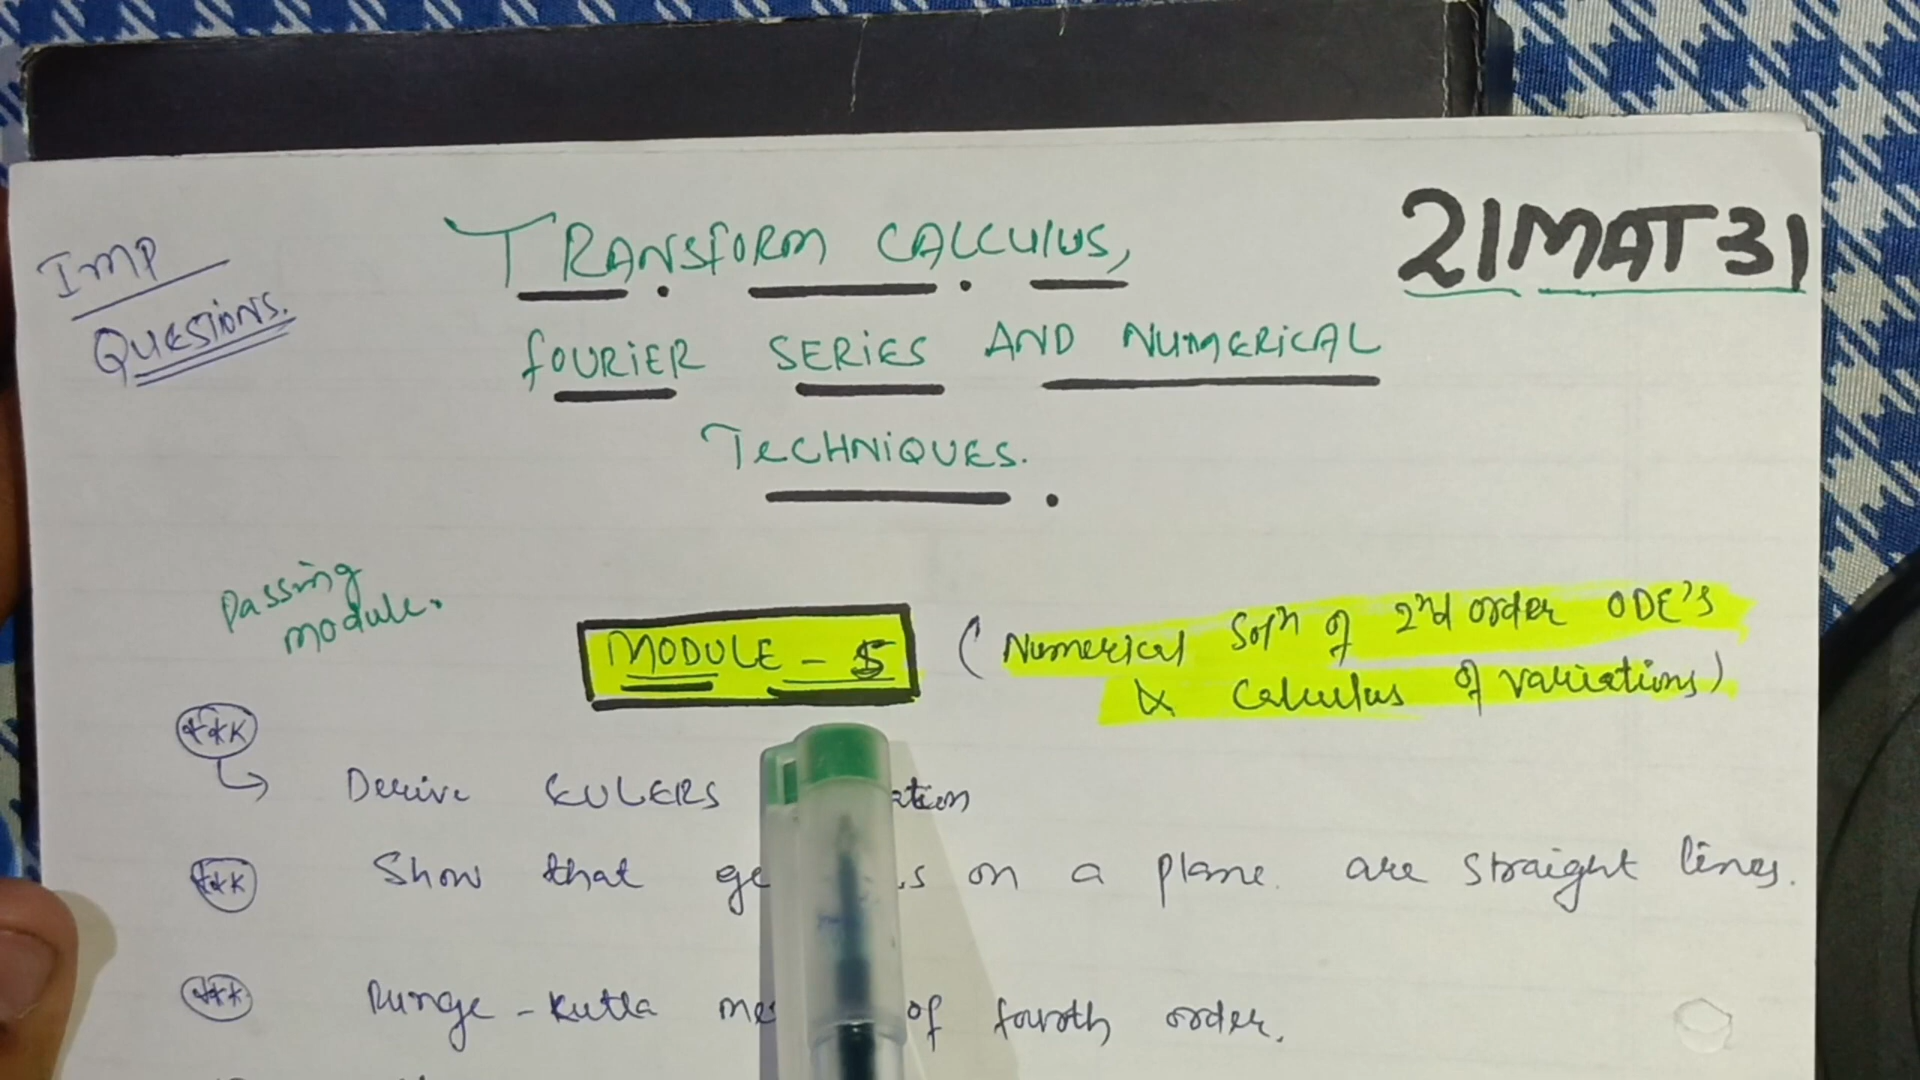 IMP
QUESTIONS.
TRANSFORM CALCULUS,
21MAT31
FOURIER SERIES AND NUMERICAL
TECHNIQUES.
Passing
module.
MODULE - 5
(Numerical Solⁿ of 2nd order ODE's
& Calculus of variations)
***
Derive EULERS
*** Show that on a plane. are straight lines.
*** Runge - Kutta of fourth order.